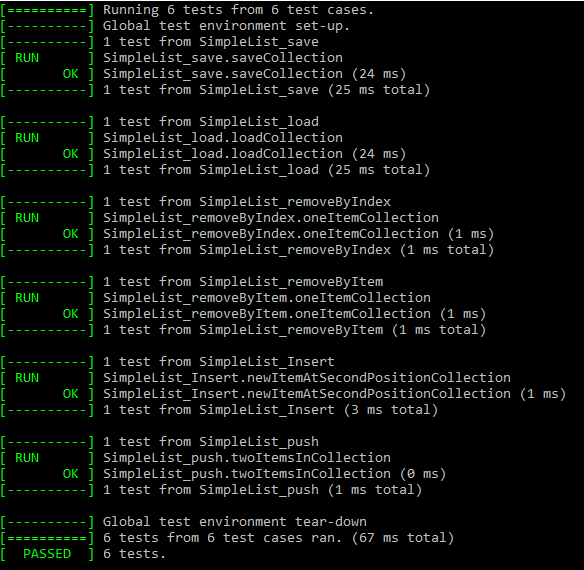 [==========] Running 6 tests from 6 test cases.
[----------] Global test environment set-up.
[----------] 1 test from SimpleList_save
[ RUN      ] SimpleList_save.saveCollection
[       OK ] SimpleList_save.saveCollection (24 ms)
[----------] 1 test from SimpleList_save (25 ms total)

[----------] 1 test from SimpleList_load
[ RUN      ] SimpleList_load.loadCollection
[       OK ] SimpleList_load.loadCollection (24 ms)
[----------] 1 test from SimpleList_load (25 ms total)

[----------] 1 test from SimpleList_removeByIndex
[ RUN      ] SimpleList_removeByIndex.oneItemCollection
[       OK ] SimpleList_removeByIndex.oneItemCollection (1 ms)
[----------] 1 test from SimpleList_removeByIndex (1 ms total)

[----------] 1 test from SimpleList_removeByItem
[ RUN      ] SimpleList_removeByItem.oneItemCollection
[       OK ] SimpleList_removeByItem.oneItemCollection (1 ms)
[----------] 1 test from SimpleList_removeByItem (1 ms total)

[----------] 1 test from SimpleList_Insert
[ RUN      ] SimpleList_Insert.newItemAtSecondPositionCollection
[       OK ] SimpleList_Insert.newItemAtSecondPositionCollection (1 ms)
[----------] 1 test from SimpleList_Insert (3 ms total)

[----------] 1 test from SimpleList_push
[ RUN      ] SimpleList_push.twoItemsInCollection
[       OK ] SimpleList_push.twoItemsInCollection (0 ms)
[----------] 1 test from SimpleList_push (1 ms total)

[----------] Global test environment tear-down
[==========] 6 tests from 6 test cases ran. (67 ms total)
[  PASSED  ] 6 tests.